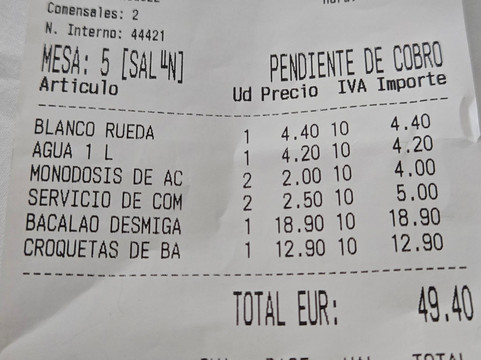 Comensales: 2
N. Interno: 44421
MESA: 5 [SAL╨N] PENDIENTE DE COBRO
Articulo Ud Precio IVA Importe
BLANCO RUEDA 1 4.40 10 4.40
AGUA 1 L 1 4.20 10 4.20
MONODOSIS DE AC 2 2.00 10 4.00
SERVICIO DE COM 2 2.50 10 5.00
BACALAO DESMIGA 1 18.90 10 18.90
CROQUETAS DE BA 1 12.90 10 12.90
TOTAL EUR: 49.40